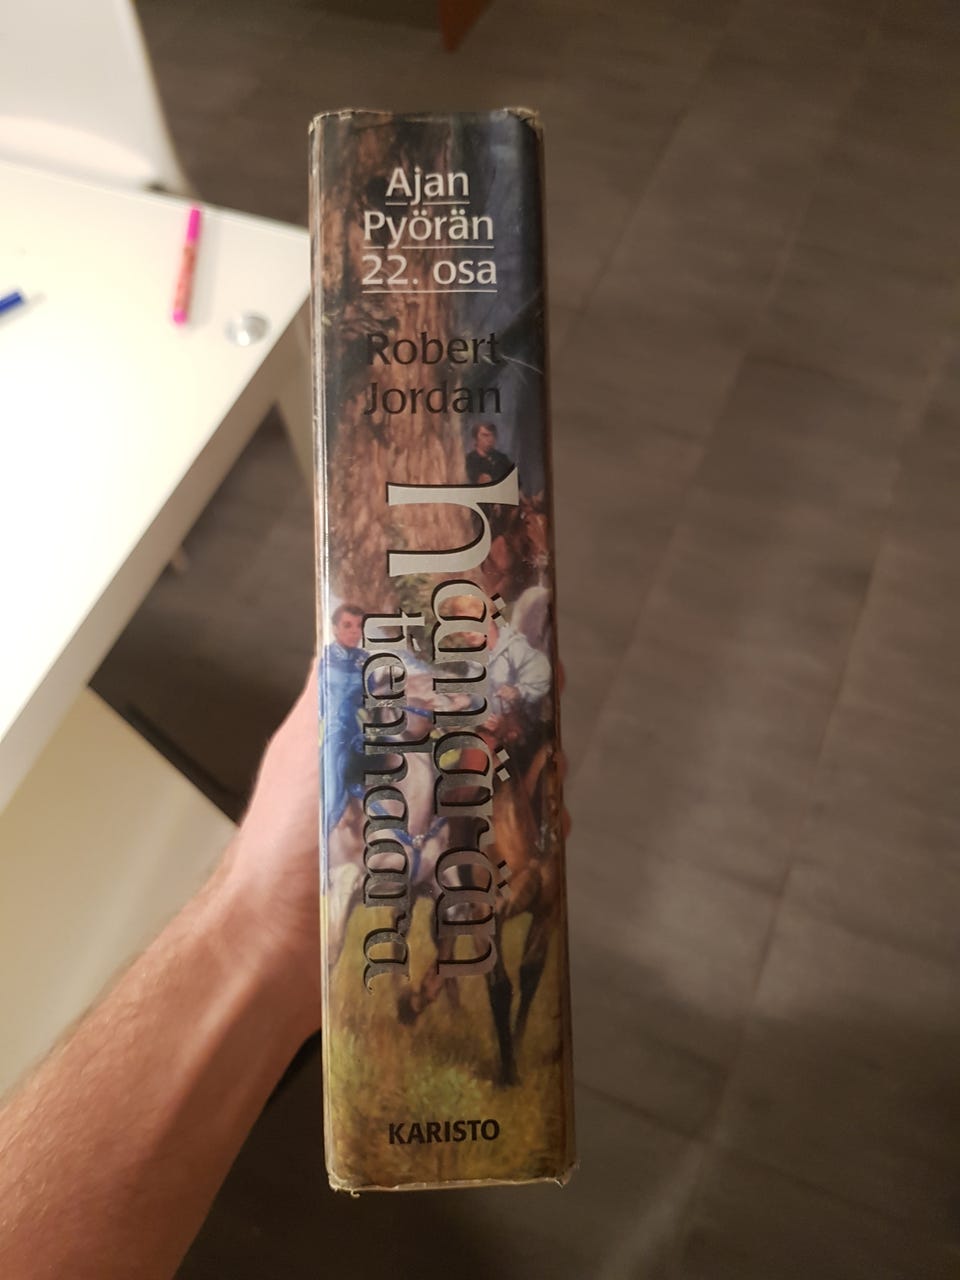 Ajan
Pyörän
22. osa
Robert
Jordan
hämärän
tienhaara
KARISTO